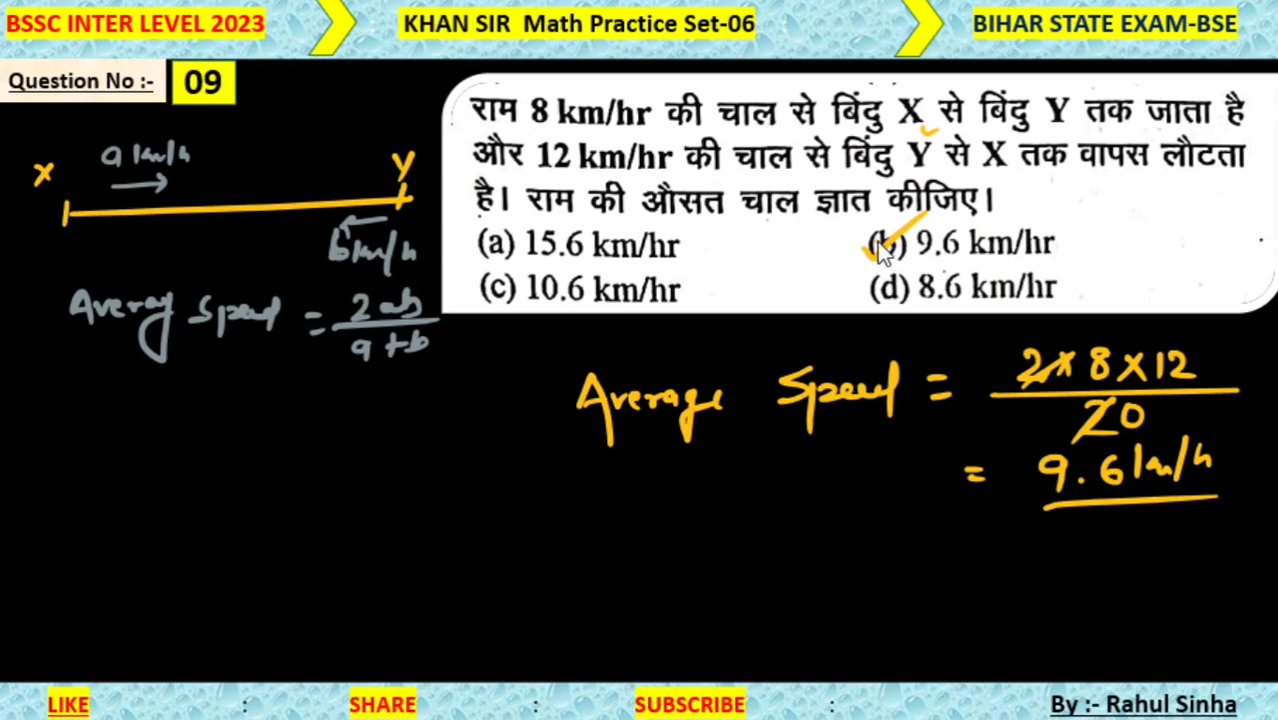 BSSC INTER LEVEL 2023
KHAN SIR Math Practice Set-06
BIHAR STATE EXAM-BSE
Question No :- 09
राम 8 km/hr की चाल से बिंदु X से बिंदु Y तक जाता है
और 12 km/hr की चाल से बिंदु Y से X तक वापस लौटता
है। राम की औसत चाल ज्ञात कीजिए।
(a) 15.6 km/hr (b) 9.6 km/hr
(c) 10.6 km/hr (d) 8.6 km/hr
a km/h
x y
b km/h
Average Speed = 2ab
a+b
Average Speed = 2×8×12
20
= 9.6 km/h
LIKE : SHARE : SUBSCRIBE : By :- Rahul Sinha